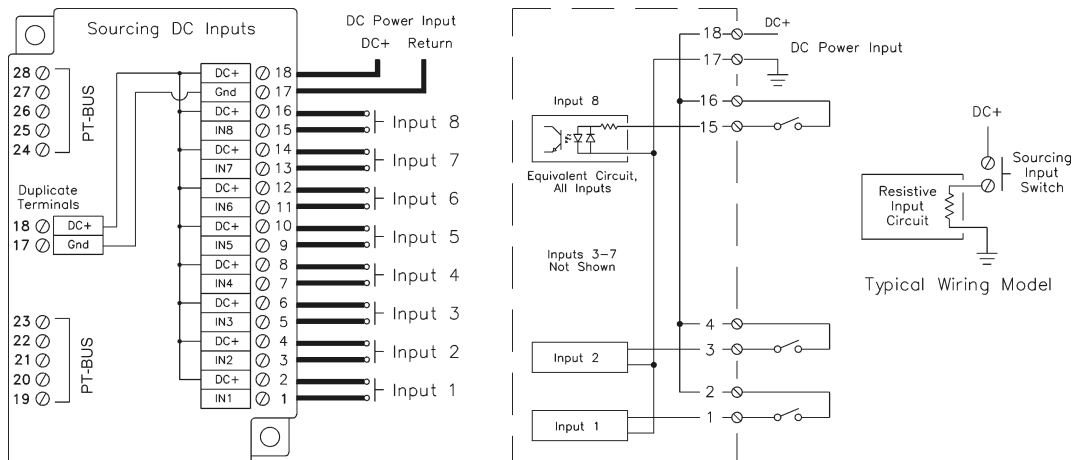 Sourcing DC Inputs
DC Power Input
DC+ Return
28
27
26
25
24
PT-BUS
Duplicate
Terminals
18 DC+
17 Gnd
23
22
21
20
19
PT-BUS
DC+ 18
Gnd 17
DC+ 16
IN8 15
Input 8
DC+ 14
IN7 13
Input 7
DC+ 12
IN6 11
Input 6
DC+ 10
IN5 9
Input 5
DC+ 8
IN4 7
Input 4
DC+ 6
IN3 5
Input 3
DC+ 4
IN2 3
Input 2
DC+ 2
IN1 1
Input 1
18 DC+
DC Power Input
17
Input 8
16
15
Equivalent Circuit,
All Inputs
Inputs 3-7
Not Shown
4
3
Input 2
2
1
Input 1
DC+
Sourcing
Input
Switch
Resistive
Input
Circuit
Typical Wiring Model